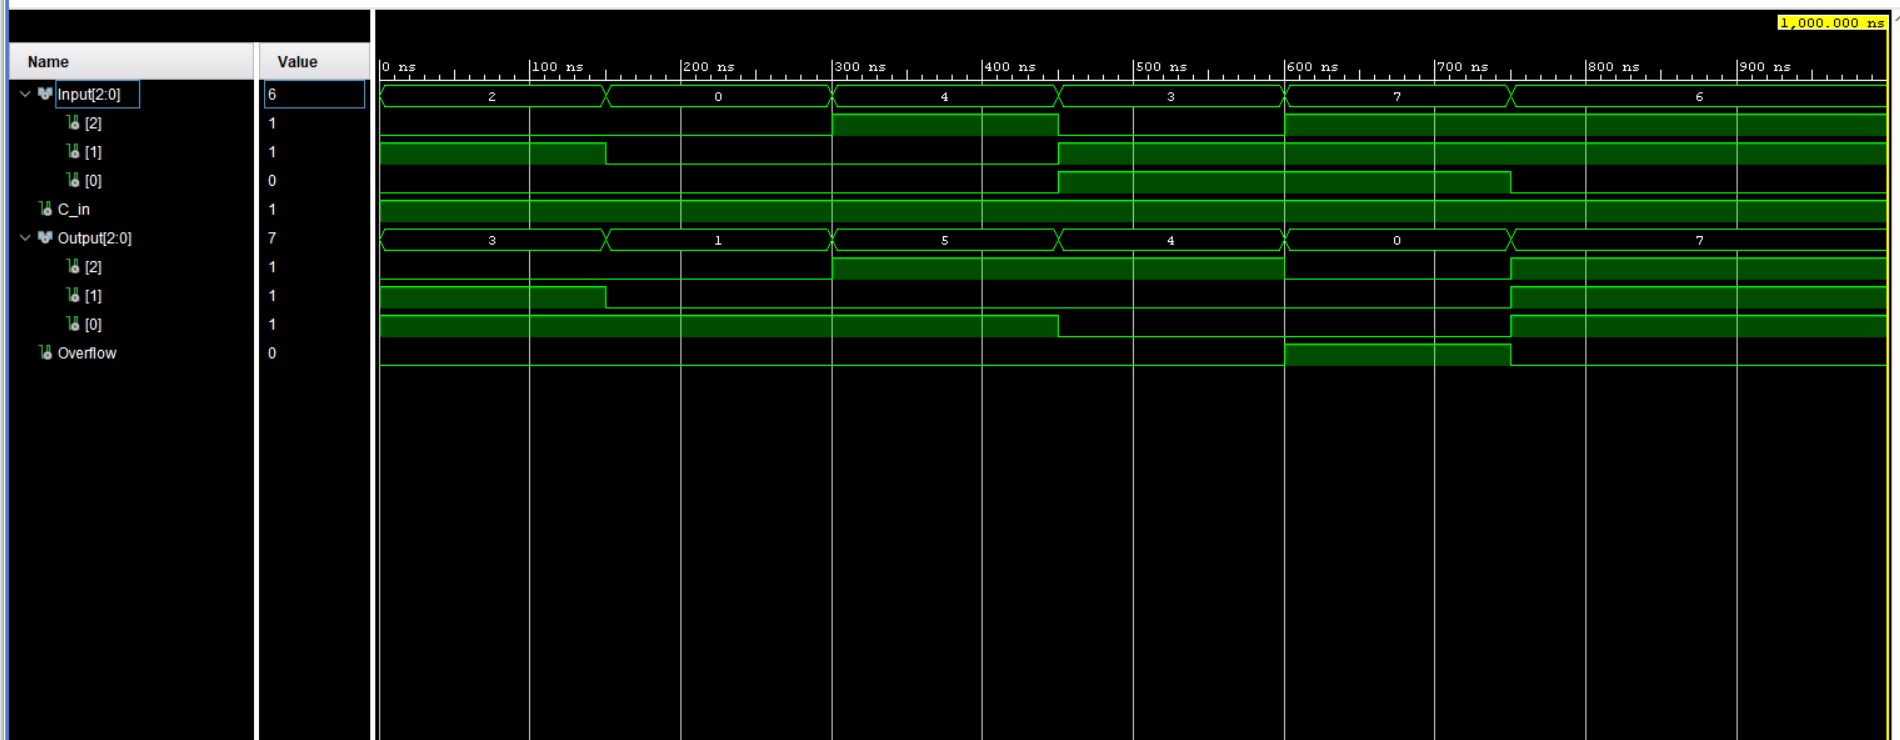 1,000.000 ns
Name Value
0 ns 100 ns 200 ns 300 ns 400 ns 500 ns 600 ns 700 ns 800 ns 900 ns
Input[2:0] 6 2 0 4 3 7 6
[2] 1
[1] 1
[0] 0
C_in 1
Output[2:0] 7 3 1 5 4 0 7
[2] 1
[1] 1
[0] 1
Overflow 0